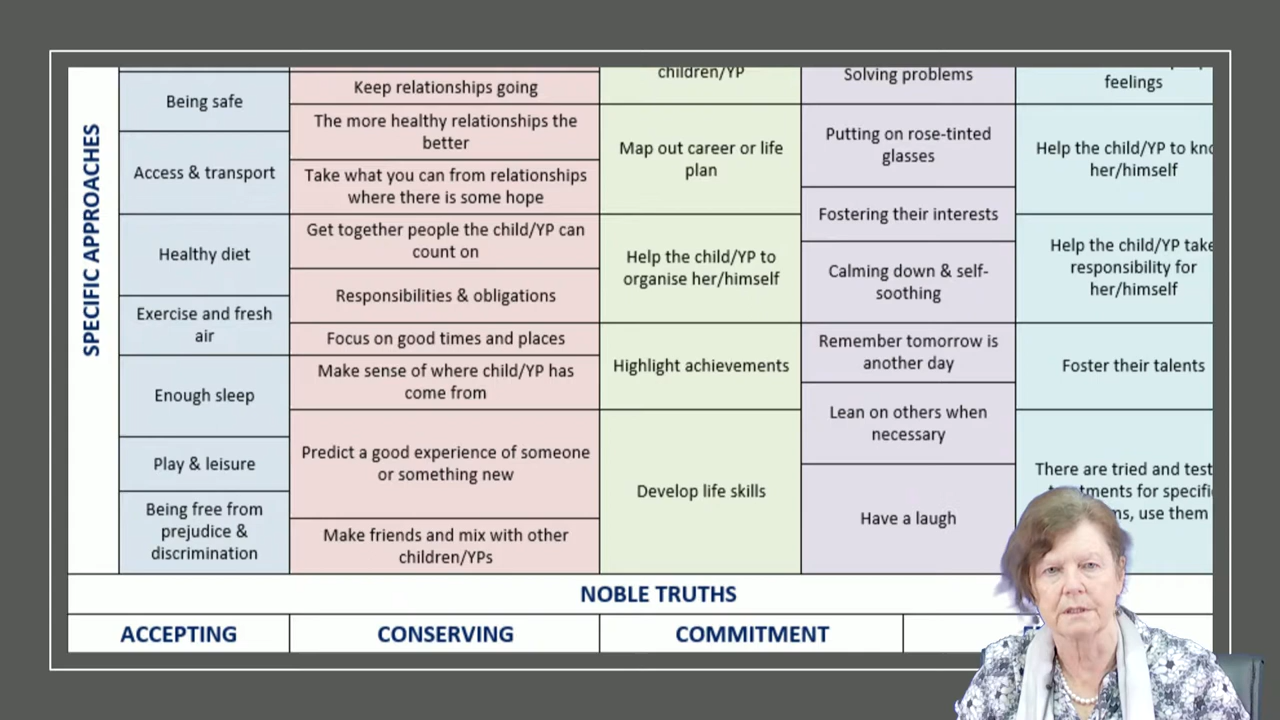 SPECIFIC APPROACHES
Being safe
Access & transport
Healthy diet
Exercise and fresh
air
Enough sleep
Play & leisure
Being free from
prejudice &
discrimination
Keep relationships going
The more healthy relationships the
better
Take what you can from relationships
where there is some hope
Get together people the child/YP can
count on
Responsibilities & obligations
Focus on good times and places
Make sense of where child/YP has
come from
Predict a good experience of someone
or something new
Make friends and mix with other
children/YPs
children/YP
Map out career or life
plan
Help the child/YP to
organise her/himself
Highlight achievements
Develop life skills
Solving problems
Putting on rose-tinted
glasses
Fostering their interests
Calming down & self-
soothing
Remember tomorrow is
another day
Lean on others when
necessary
Have a laugh
feelings
Help the child/YP to
her/himself
Help the child/YP take
responsibility for
her/himself
Foster their talents
There are tried and
for
use them
NOBLE TRUTHS
ACCEPTING
CONSERVING
COMMITMENT